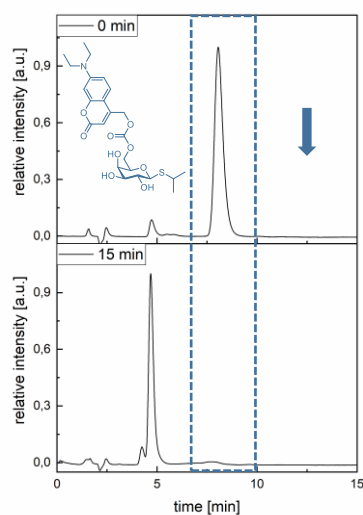 0 min
0,9
0,6
0,3
0,0
relative intensity [a.u.]
N
O
O
O
O
O
O
HO
HO
OH
S
15 min
0,9
0,6
0,3
0,0
relative intensity [a.u.]
0
5
10
15
time [min]